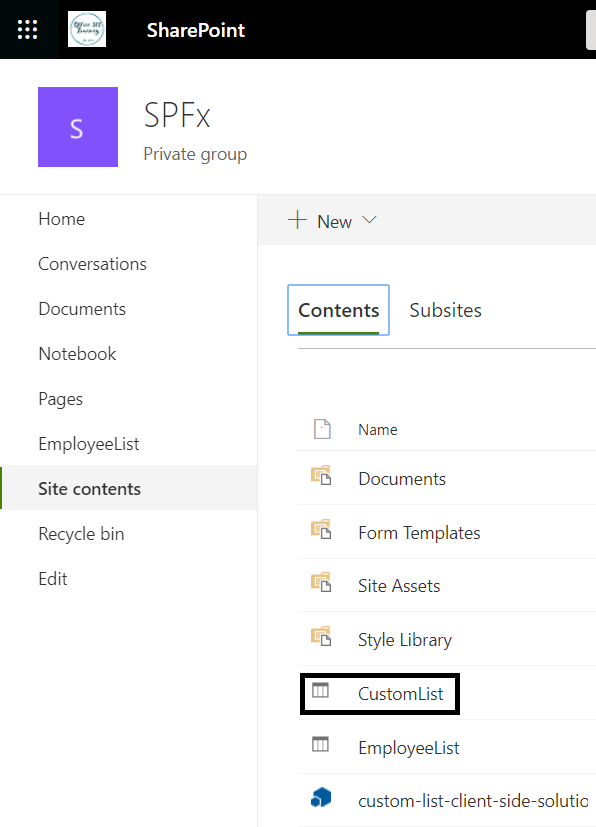 SharePoint
S
SPFx
Private group
Home
Conversations
Documents
Notebook
Pages
EmployeeList
Site contents
Recycle bin
Edit
New
Contents Subsites
Name
Documents
Form Templates
Site Assets
Style Library
CustomList
EmployeeList
custom-list-client-side-solutio